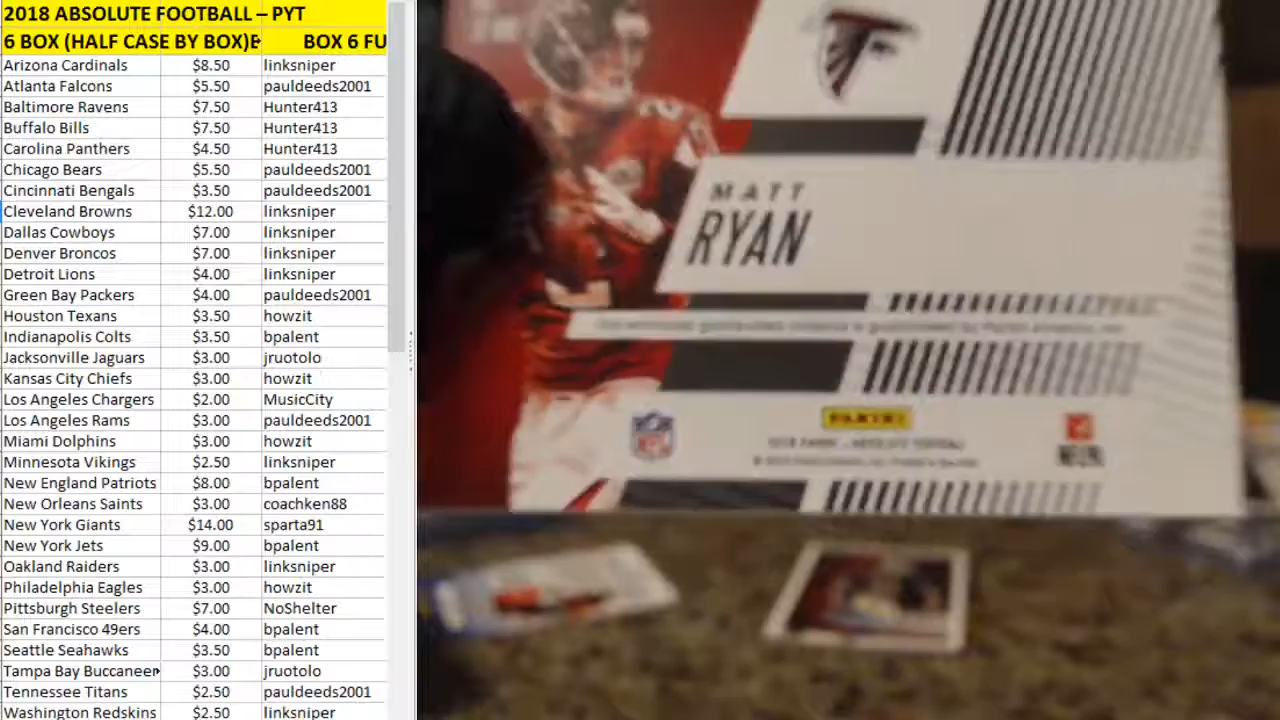 2018 ABSOLUTE FOOTBALL – PYT
6 BOX (HALF CASE BY BOX)E BOX 6 FU
Arizona Cardinals $8.50 linksniper
Atlanta Falcons $5.50 pauldeeds2001
Baltimore Ravens $7.50 Hunter413
Buffalo Bills $7.50 Hunter413
Carolina Panthers $4.50 Hunter413
Chicago Bears $5.50 pauldeeds2001
Cincinnati Bengals $3.50 pauldeeds2001
Cleveland Browns $12.00 linksniper
Dallas Cowboys $7.00 linksniper
Denver Broncos $7.00 linksniper
Detroit Lions $4.00 linksniper
Green Bay Packers $4.00 pauldeeds2001
Houston Texans $3.50 howzit
Indianapolis Colts $3.50 bpalent
Jacksonville Jaguars $3.00 jruotolo
Kansas City Chiefs $3.00 howzit
Los Angeles Chargers $2.00 MusicCity
Los Angeles Rams $3.00 pauldeeds2001
Miami Dolphins $3.00 howzit
Minnesota Vikings $2.50 linksniper
New England Patriots $8.00 bpalent
New Orleans Saints $3.00 coachken88
New York Giants $14.00 sparta91
New York Jets $9.00 bpalent
Oakland Raiders $3.00 linksniper
Philadelphia Eagles $3.00 howzit
Pittsburgh Steelers $7.00 NoShelter
San Francisco 49ers $4.00 bpalent
Seattle Seahawks $3.50 bpalent
Tampa Bay Buccaneer $3.00 jruotolo
Tennessee Titans $2.50 pauldeeds2001
Washington Redskins $2.50 linksniper
MATT
RYAN
PANINI
NFL